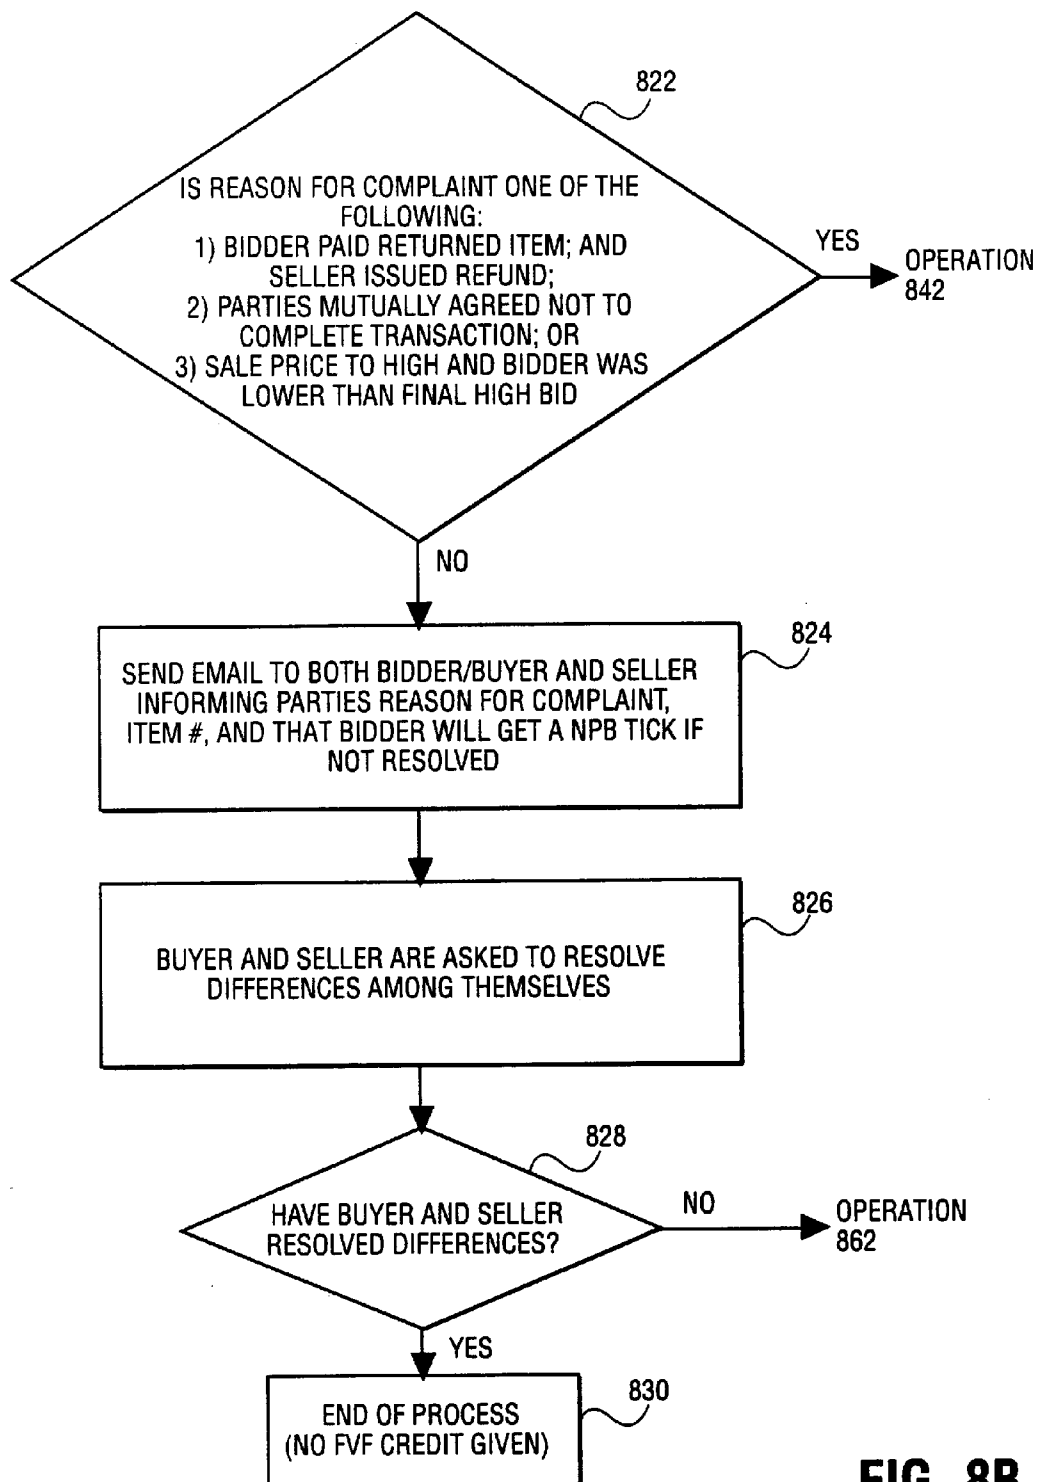 822
IS REASON FOR COMPLAINT ONE OF THE
FOLLOWING:
1) BIDDER PAID RETURNED ITEM; AND
SELLER ISSUED REFUND;
2) PARTIES MUTUALLY AGREED NOT TO
COMPLETE TRANSACTION; OR
3) SALE PRICE TO HIGH AND BIDDER WAS
LOWER THAN FINAL HIGH BID
YES
OPERATION
842
NO
824
SEND EMAIL TO BOTH BIDDER/BUYER AND SELLER
INFORMING PARTIES REASON FOR COMPLAINT,
ITEM #, AND THAT BIDDER WILL GET A NPB TICK IF
NOT RESOLVED
826
BUYER AND SELLER ARE ASKED TO RESOLVE
DIFFERENCES AMONG THEMSELVES
828
HAVE BUYER AND SELLER
RESOLVED DIFFERENCES?
NO
OPERATION
862
YES
830
END OF PROCESS
(NO FVF CREDIT GIVEN)
FIG. 8B